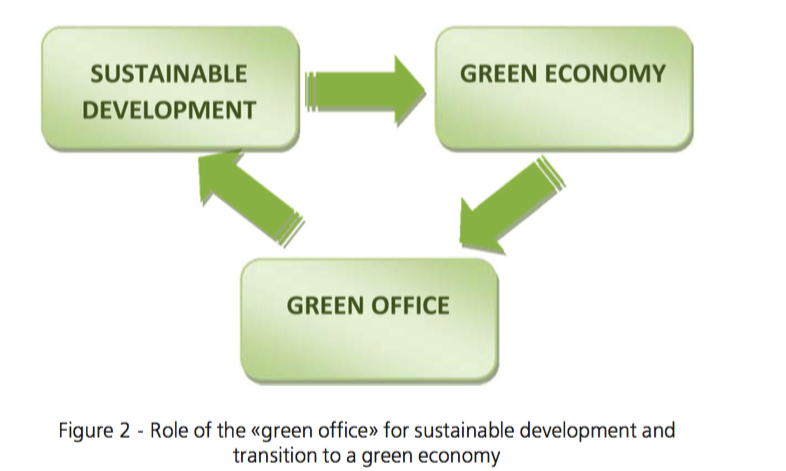 SUSTAINABLE
DEVELOPMENT
GREEN ECONOMY
GREEN OFFICE
Figure 2 - Role of the «green office» for sustainable development and
transition to a green economy